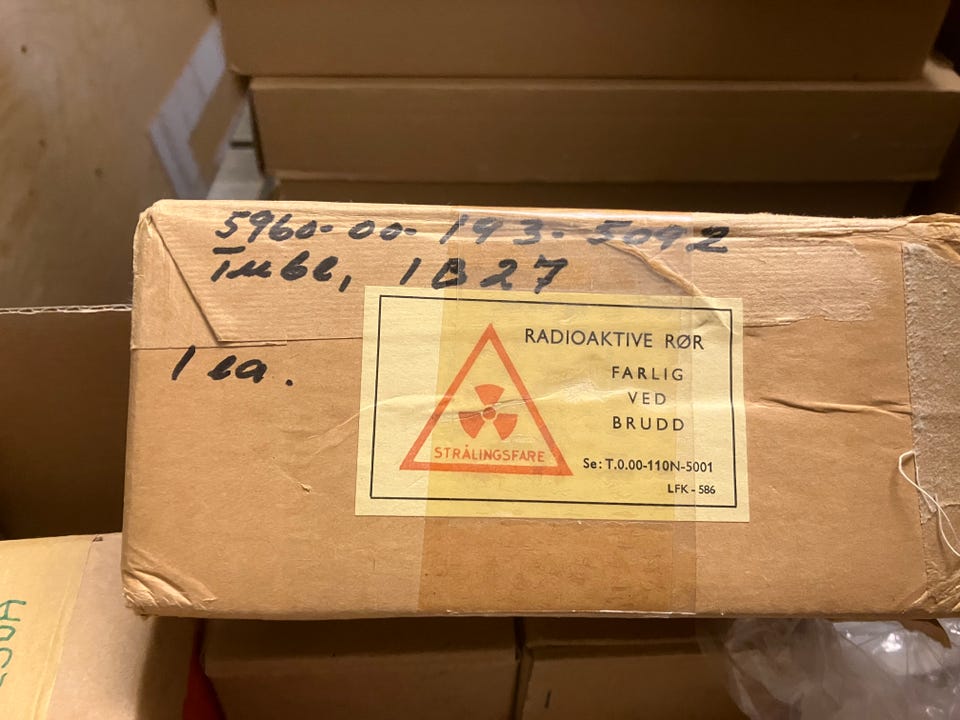 5960-00-193-5092
Tube, 1B27
1 ea.
RADIOAKTIVE RØR
FARLIG
VED
BRUDD
STRÅLINGSFARE
Se: T.0.00-110N-5001
LFK - 586